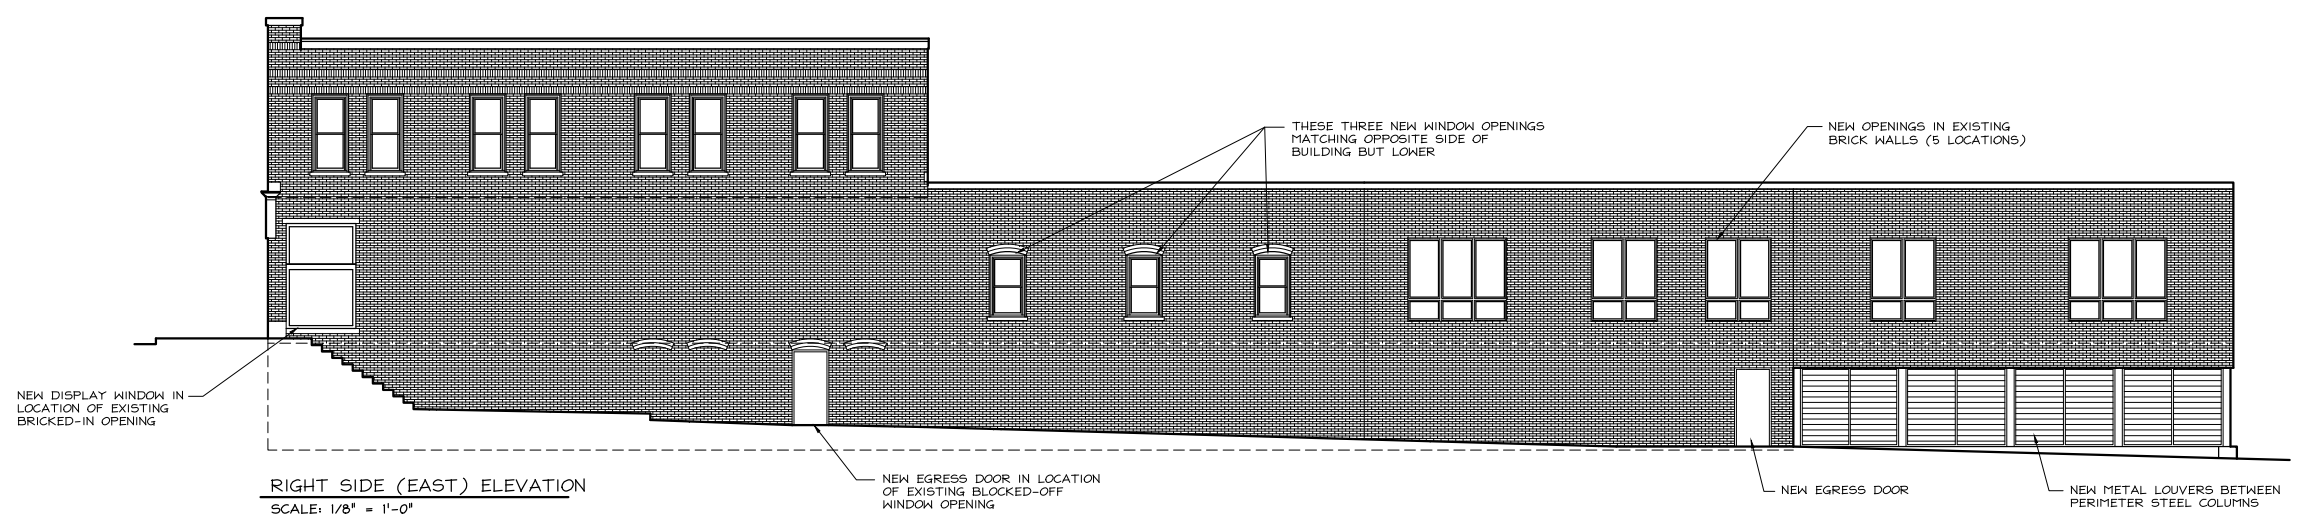 THESE THREE NEW WINDOW OPENINGS
MATCHING OPPOSITE SIDE OF
BUILDING BUT LOWER
NEW OPENINGS IN EXISTING
BRICK WALLS (5 LOCATIONS)
NEW DISPLAY WINDOW IN
LOCATION OF EXISTING
BRICKED-IN OPENING
NEW EGRESS DOOR IN LOCATION
OF EXISTING BLOCKED-OFF
WINDOW OPENING
NEW EGRESS DOOR
NEW METAL LOUVERS BETWEEN
PERIMETER STEEL COLUMNS
RIGHT SIDE (EAST) ELEVATION
SCALE: 1/8" = 1'-0"